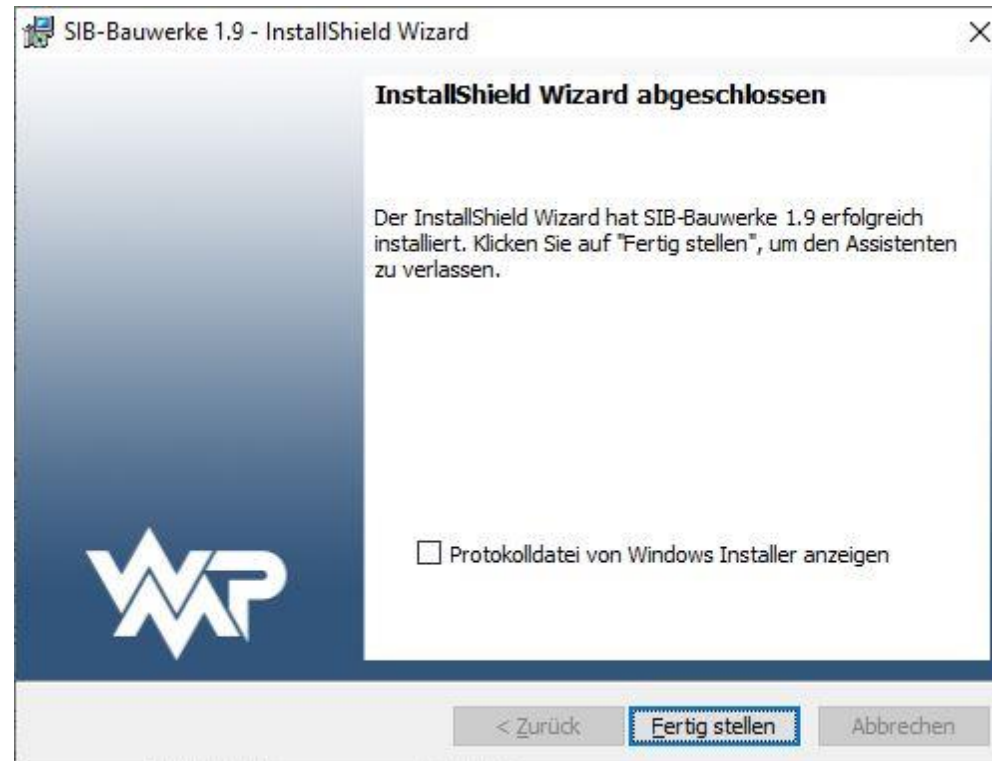 SIB-Bauwerke 1.9 - InstallShield Wizard
InstallShield Wizard abgeschlossen
Der InstallShield Wizard hat SIB-Bauwerke 1.9 erfolgreich
installiert. Klicken Sie auf "Fertig stellen", um den Assistenten
zu verlassen.
Protokolldatei von Windows Installer anzeigen
WMP
< Zurück
Fertig stellen
Abbrechen